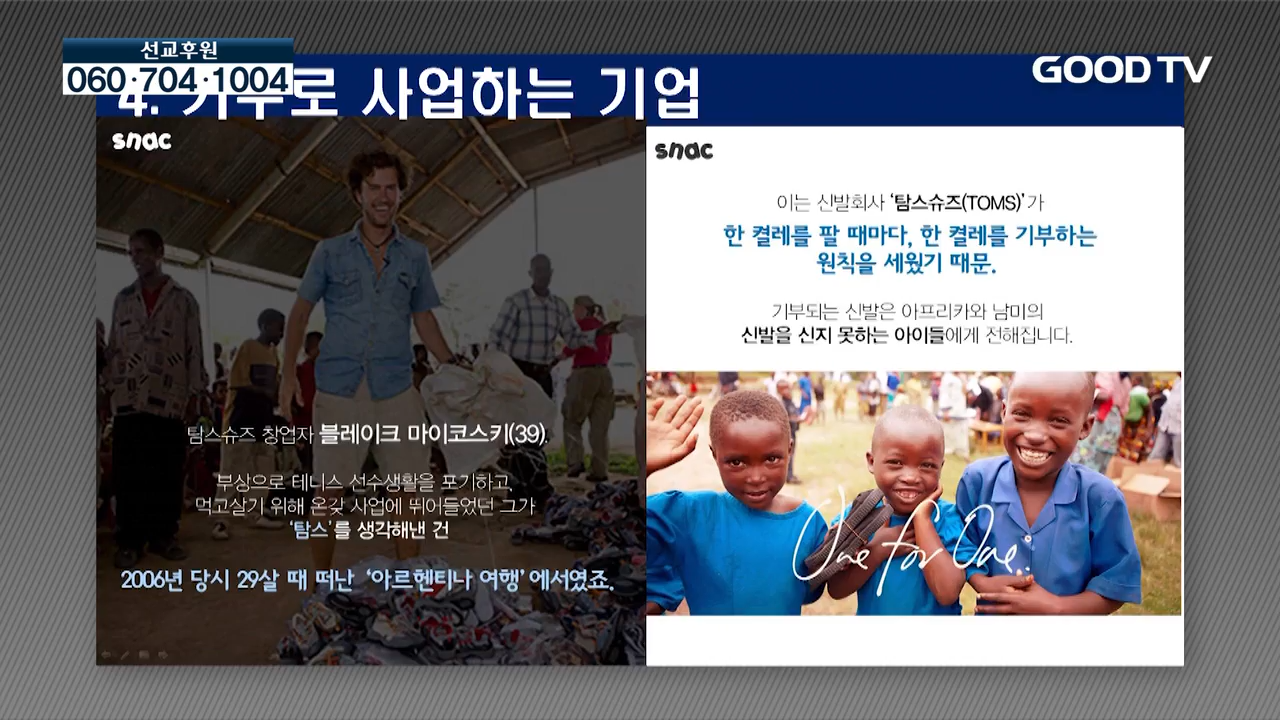 선교후원
060·704·1004
GOOD TV
4. 기부로 사업하는 기업
snac
탐스슈즈 창업자 블레이크 마이코스키(39).
부상으로 테니스 선수생활을 포기하고,
먹고살기 위해 온갖 사업에 뛰어들었던 그가
‘탐스’를 생각해낸 건
2006년 당시 29살 때 떠난 ‘아르헨티나 여행’에서였죠.
snac
이는 신발회사 ‘탐스슈즈(TOMS)’가
한 켤레를 팔 때마다, 한 켤레를 기부하는
원칙을 세웠기 때문.
기부되는 신발은 아프리카와 남미의
신발을 신지 못하는 아이들에게 전해집니다.
One for One.